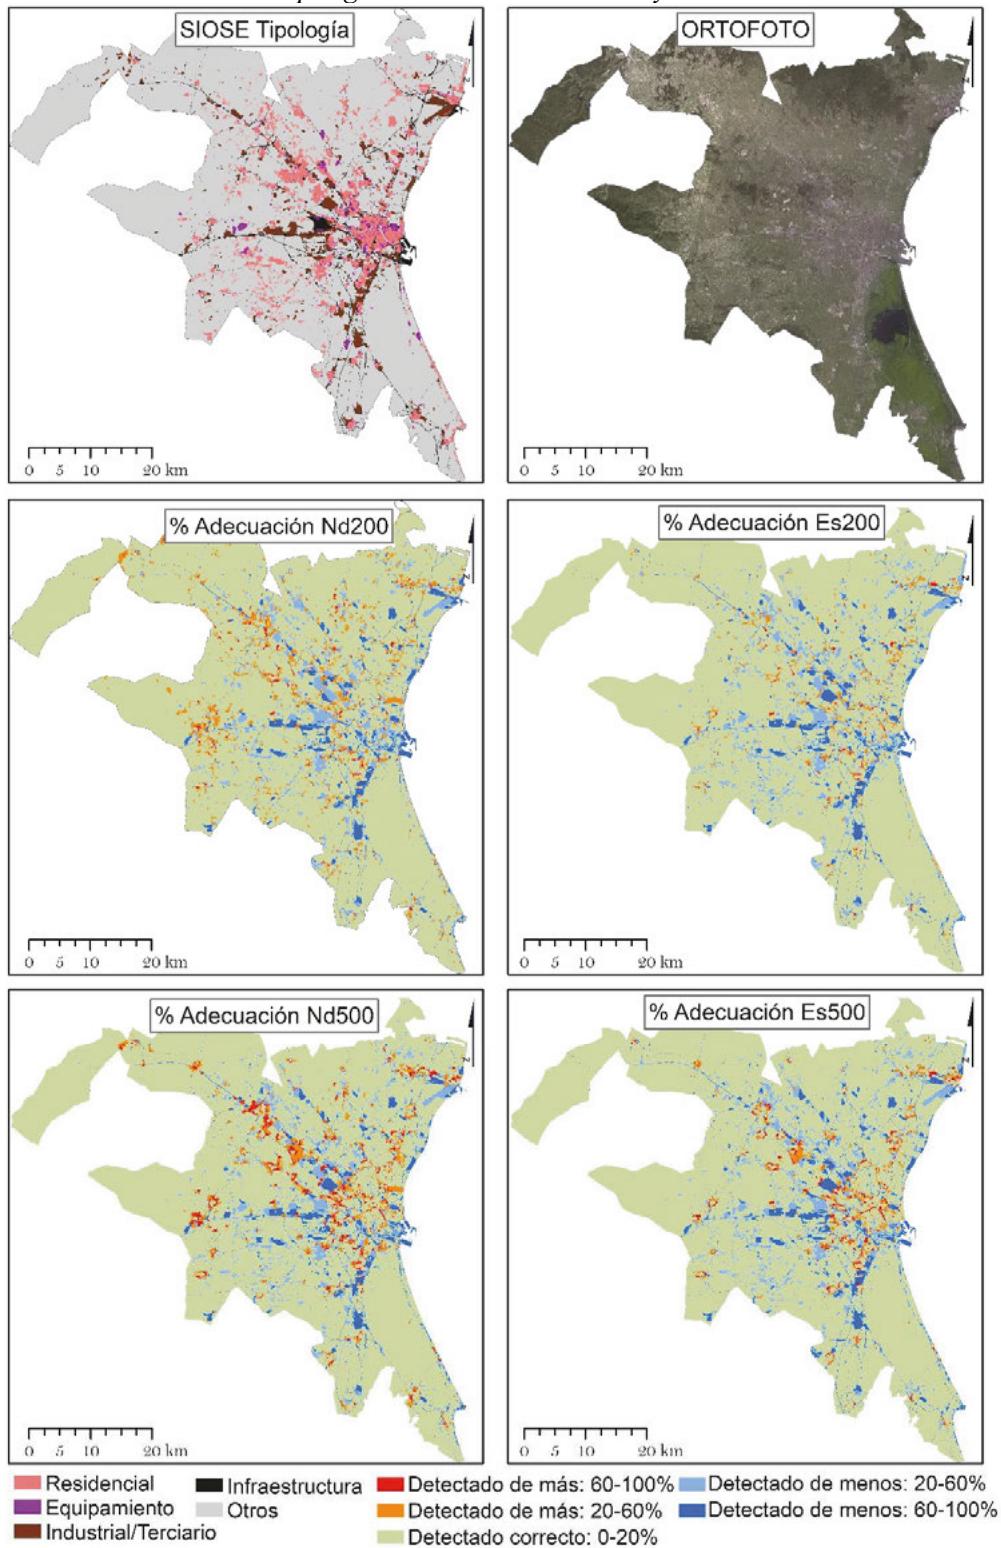 SIOSE Tipología
ORTOFOTO
0 5 10 20 km
0 5 10 20 km
% Adecuación Nd200
% Adecuación Es200
0 5 10 20 km
0 5 10 20 km
% Adecuación Nd500
% Adecuación Es500
0 5 10 20 km
0 5 10 20 km
Residencial
Equipamiento
Industrial/Terciario
Infraestructura
Otros
Detectado de más: 60-100%
Detectado de más: 20-60%
Detectado correcto: 0-20%
Detectado de menos: 20-60%
Detectado de menos: 60-100%